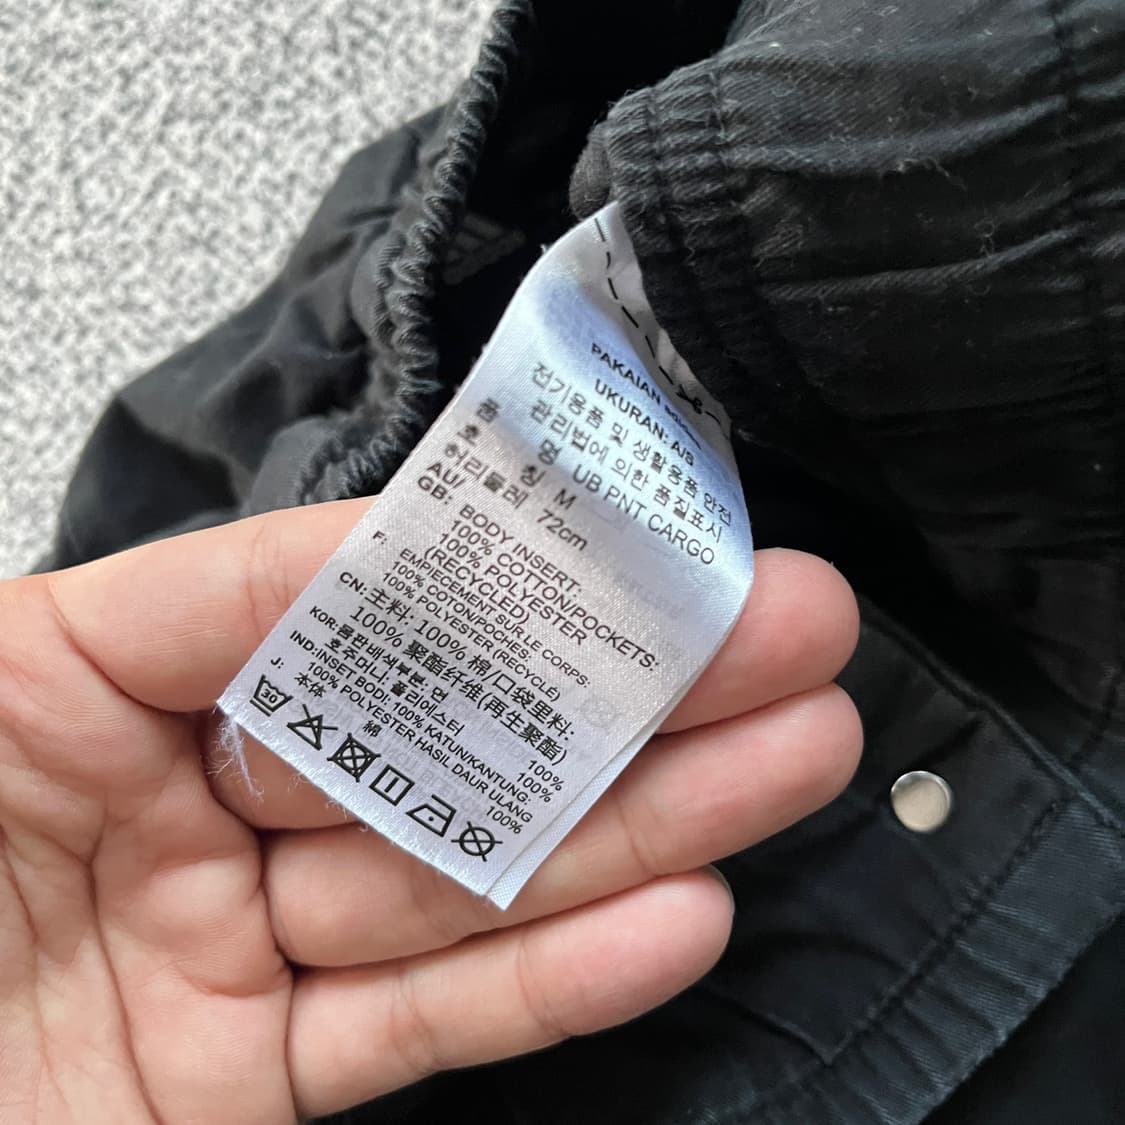 PAKAIAN
UKURAN: A/S
전기용품 및 생활용품 안전
관리법에 의한 품질표시
품 명 UB PNT CARGO
호 칭 M
허리둘레 72cm
AU/
GB: BODY INSERT:
100% COTTON/POCKETS:
100% POLYESTER
(RECYCLED)
F: EMPIECEMENT SUR LE CORPS:
100% COTON/POCHES:
100% POLYESTER (RECYCLÉ)
CN: 主料: 100% 棉/口袋里料:
100% 聚酯纤维(再生聚酯)
KOR: 몸판배색부분: 면 100%
호주머니: 폴리에스터 100%
IND: INSET BODI: 100% KATUN/KANTUNG:
100% POLYESTER HASIL DAUR ULANG
J: 本体 綿 100%
30